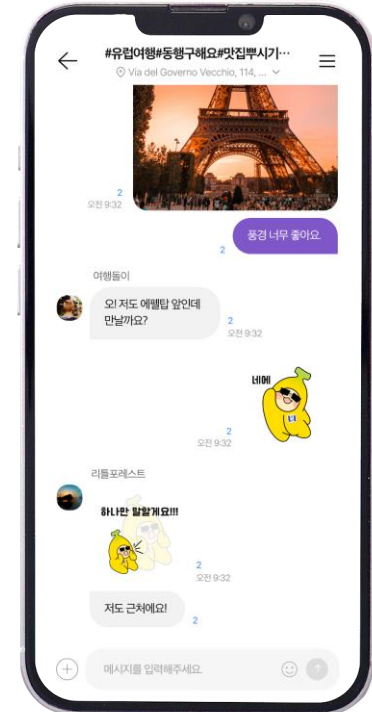 #유럽여행#동행구해요#맛집뿌시기…
Via del Governo Vecchio, 114, ...
2
오전 9:32
풍경 너무 좋아요.
2
여행돌이
오! 저도 에펠탑 앞인데
만날까요?
2
오전 9:32
네에
2
오전 9:32
리틀포레스트
하나만 말할게요!!!
2
오전 9:32
저도 근처에요!
2
메시지를 입력해주세요.